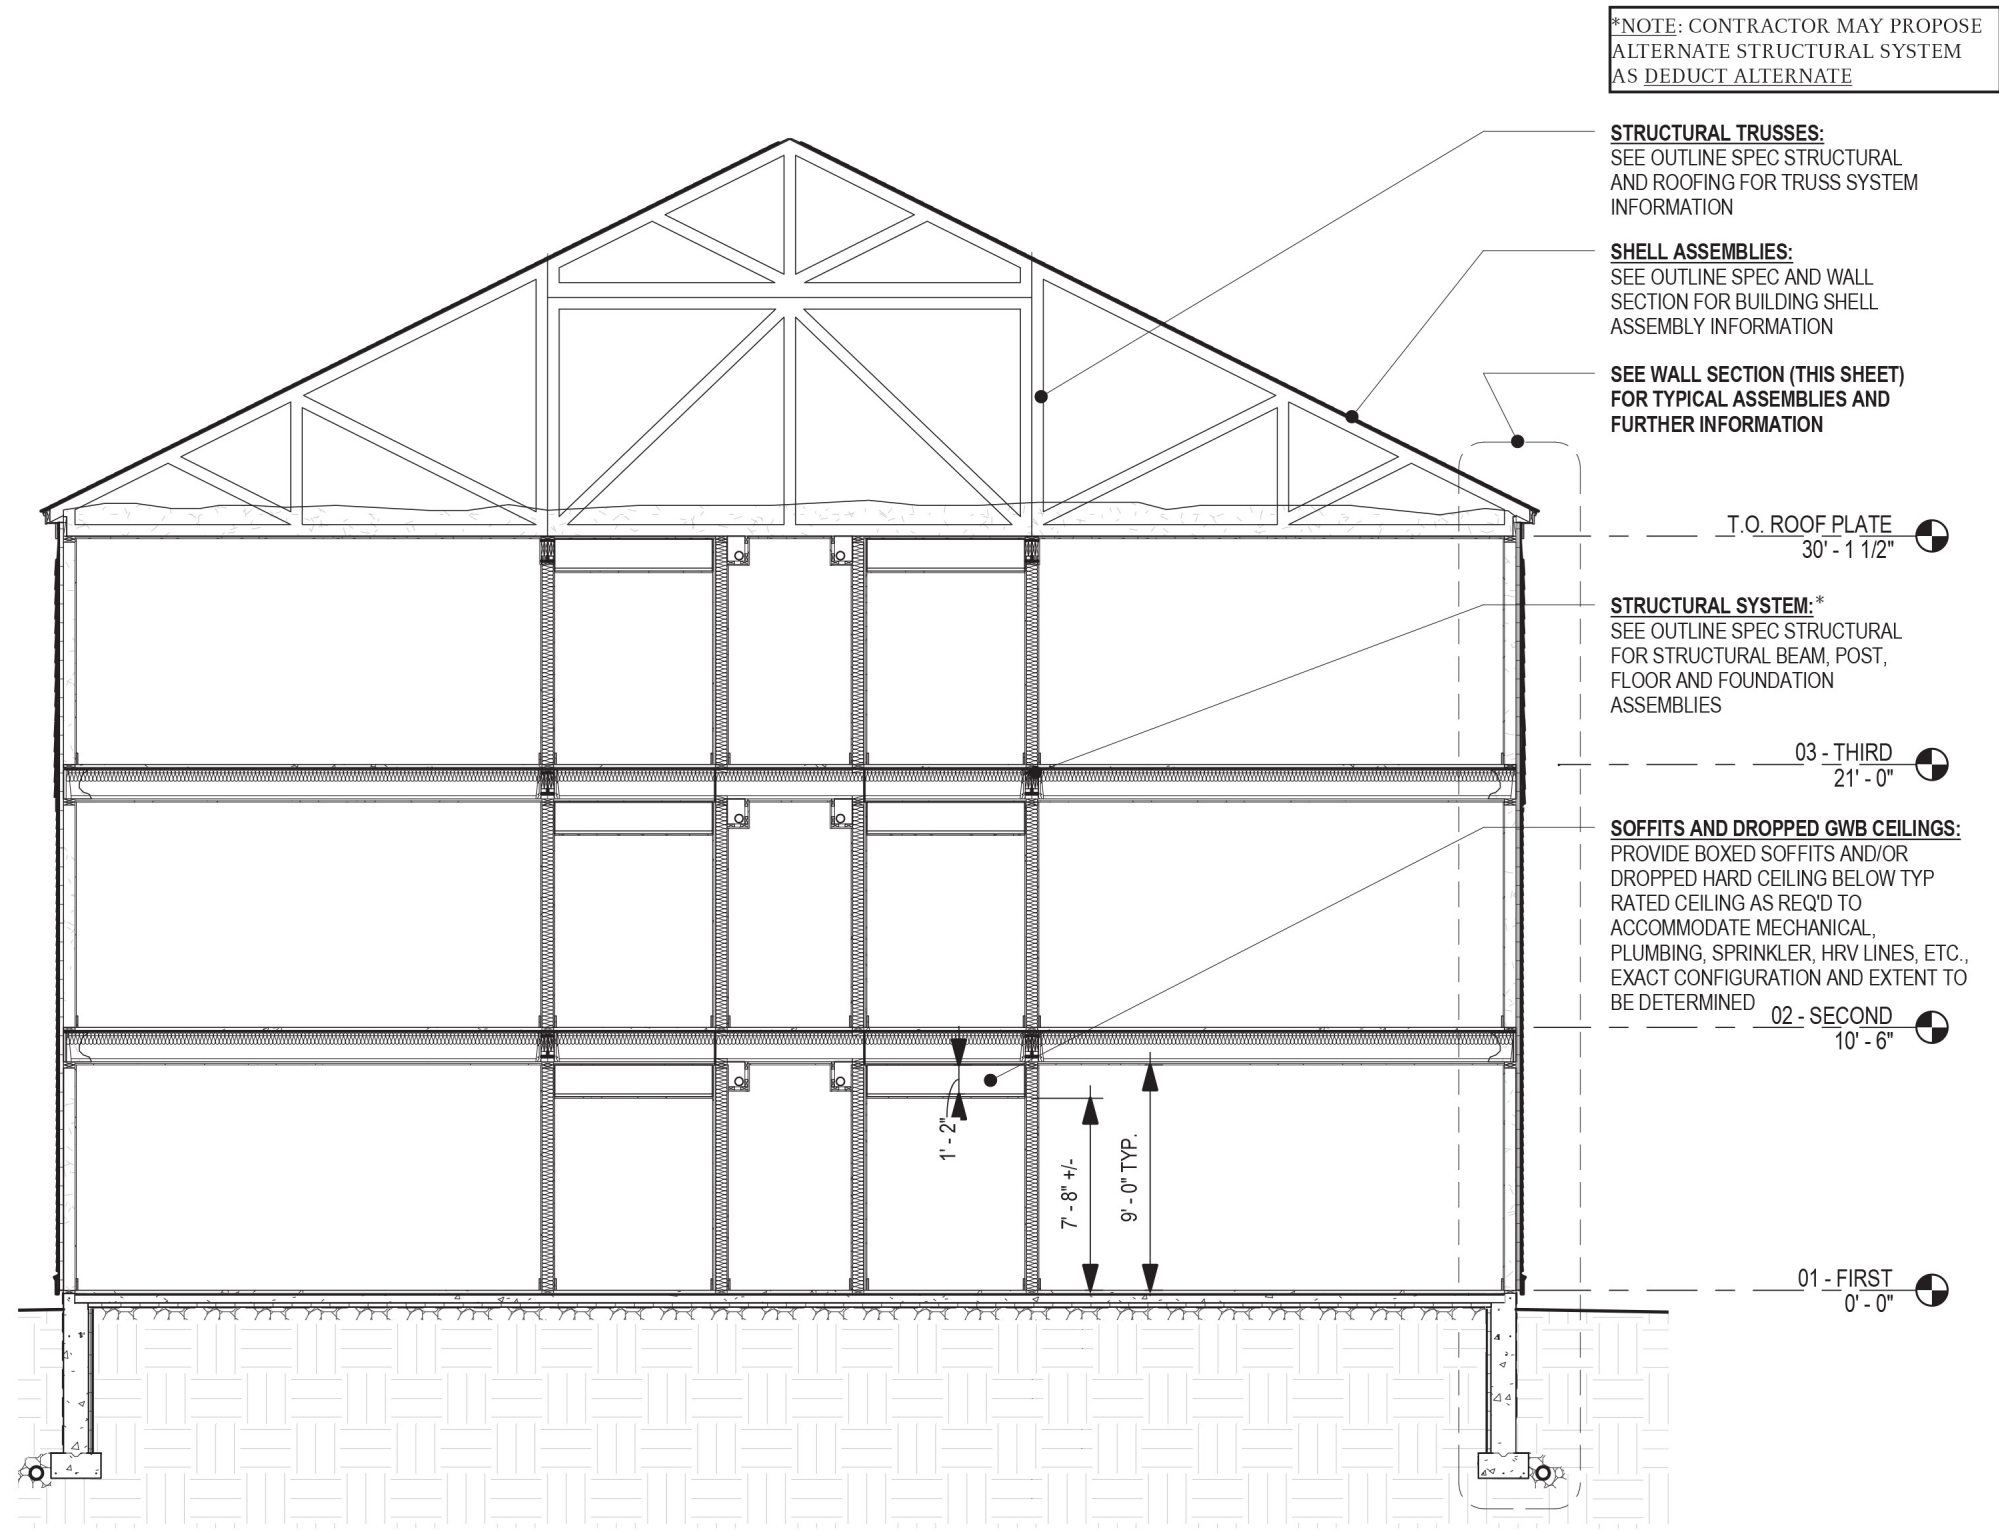 *NOTE: CONTRACTOR MAY PROPOSE
ALTERNATE STRUCTURAL SYSTEM
AS DEDUCT ALTERNATE
STRUCTURAL TRUSSES:
SEE OUTLINE SPEC STRUCTURAL
AND ROOFING FOR TRUSS SYSTEM
INFORMATION
SHELL ASSEMBLIES:
SEE OUTLINE SPEC AND WALL
SECTION FOR BUILDING SHELL
ASSEMBLY INFORMATION
SEE WALL SECTION (THIS SHEET)
FOR TYPICAL ASSEMBLIES AND
FURTHER INFORMATION
T.O. ROOF PLATE
30' - 1 1/2"
STRUCTURAL SYSTEM:*
SEE OUTLINE SPEC STRUCTURAL
FOR STRUCTURAL BEAM, POST,
FLOOR AND FOUNDATION
ASSEMBLIES
03 - THIRD
21' - 0"
SOFFITS AND DROPPED GWB CEILINGS:
PROVIDE BOXED SOFFITS AND/OR
DROPPED HARD CEILING BELOW TYP
RATED CEILING AS REQ'D TO
ACCOMMODATE MECHANICAL,
PLUMBING, SPRINKLER, HRV LINES, ETC.,
EXACT CONFIGURATION AND EXTENT TO
BE DETERMINED
02 - SECOND
10' - 6"
1' - 2"
7' - 8" +/-
9' - 0" TYP.
01 - FIRST
0' - 0"